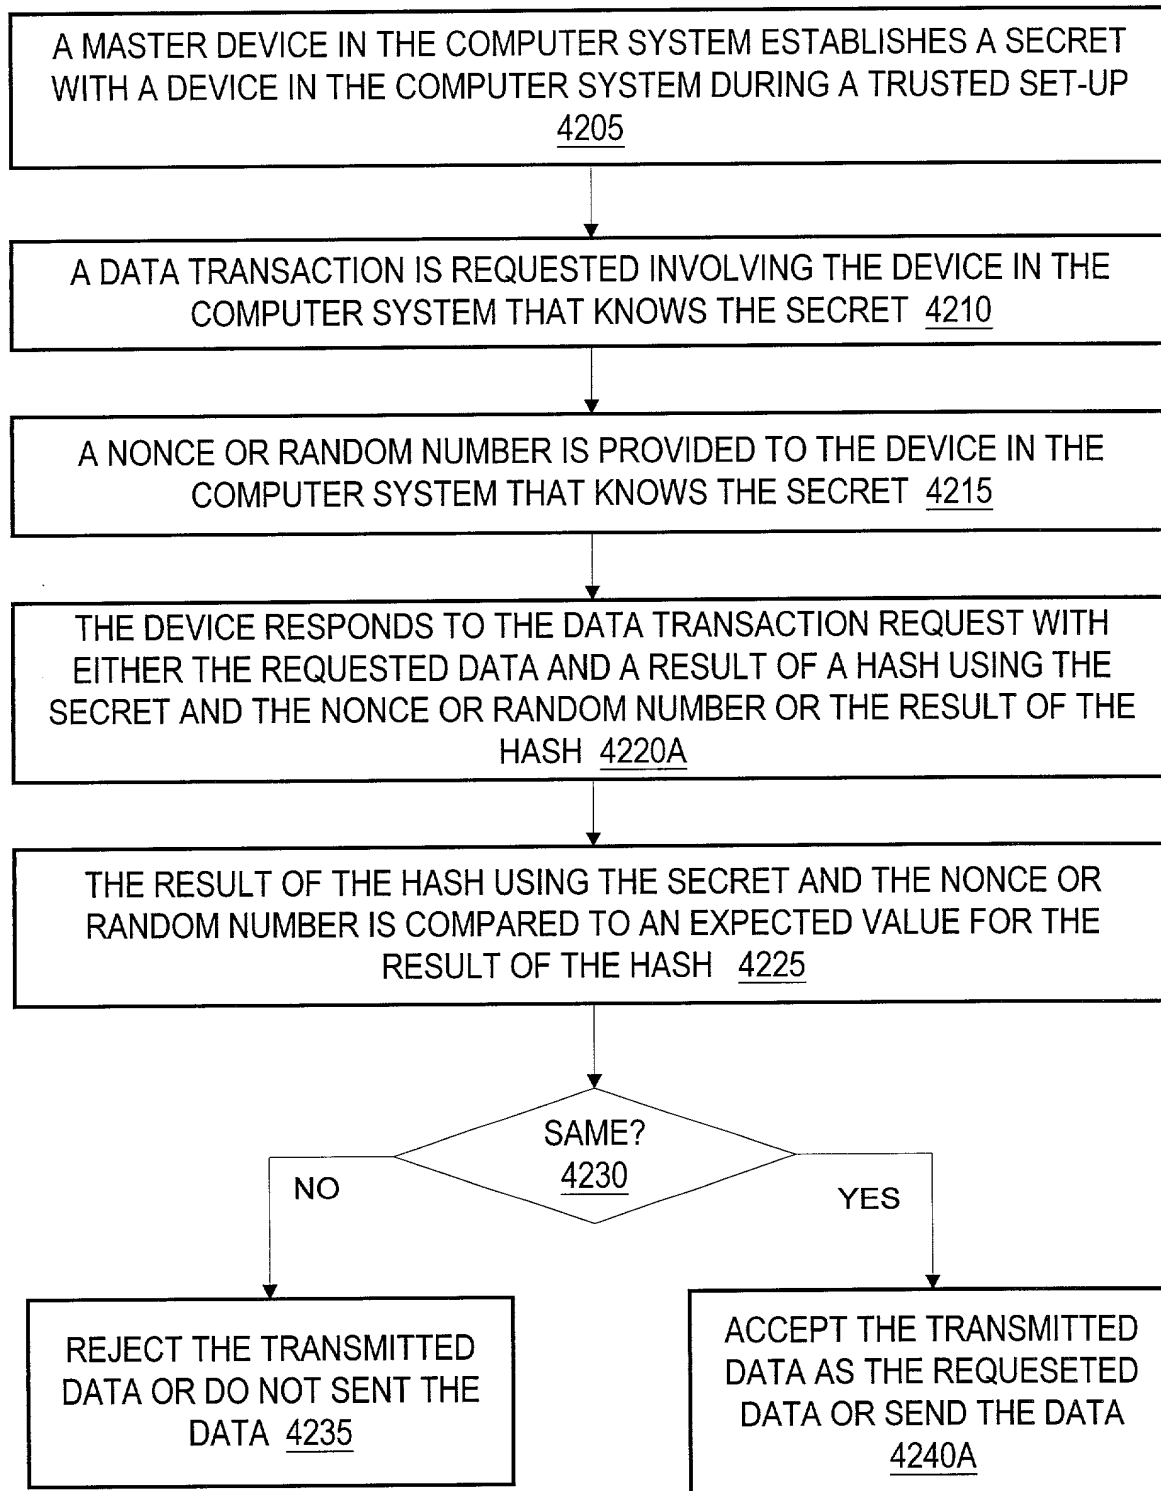 A MASTER DEVICE IN THE COMPUTER SYSTEM ESTABLISHES A SECRET
WITH A DEVICE IN THE COMPUTER SYSTEM DURING A TRUSTED SET-UP
4205
A DATA TRANSACTION IS REQUESTED INVOLVING THE DEVICE IN THE
COMPUTER SYSTEM THAT KNOWS THE SECRET 4210
A NONCE OR RANDOM NUMBER IS PROVIDED TO THE DEVICE IN THE
COMPUTER SYSTEM THAT KNOWS THE SECRET 4215
THE DEVICE RESPONDS TO THE DATA TRANSACTION REQUEST WITH
EITHER THE REQUESTED DATA AND A RESULT OF A HASH USING THE
SECRET AND THE NONCE OR RANDOM NUMBER OR THE RESULT OF THE
HASH 4220A
THE RESULT OF THE HASH USING THE SECRET AND THE NONCE OR
RANDOM NUMBER IS COMPARED TO AN EXPECTED VALUE FOR THE
RESULT OF THE HASH 4225
SAME?
4230
NO
YES
REJECT THE TRANSMITTED
DATA OR DO NOT SENT THE
DATA 4235
ACCEPT THE TRANSMITTED
DATA AS THE REQUESETED
DATA OR SEND THE DATA
4240A